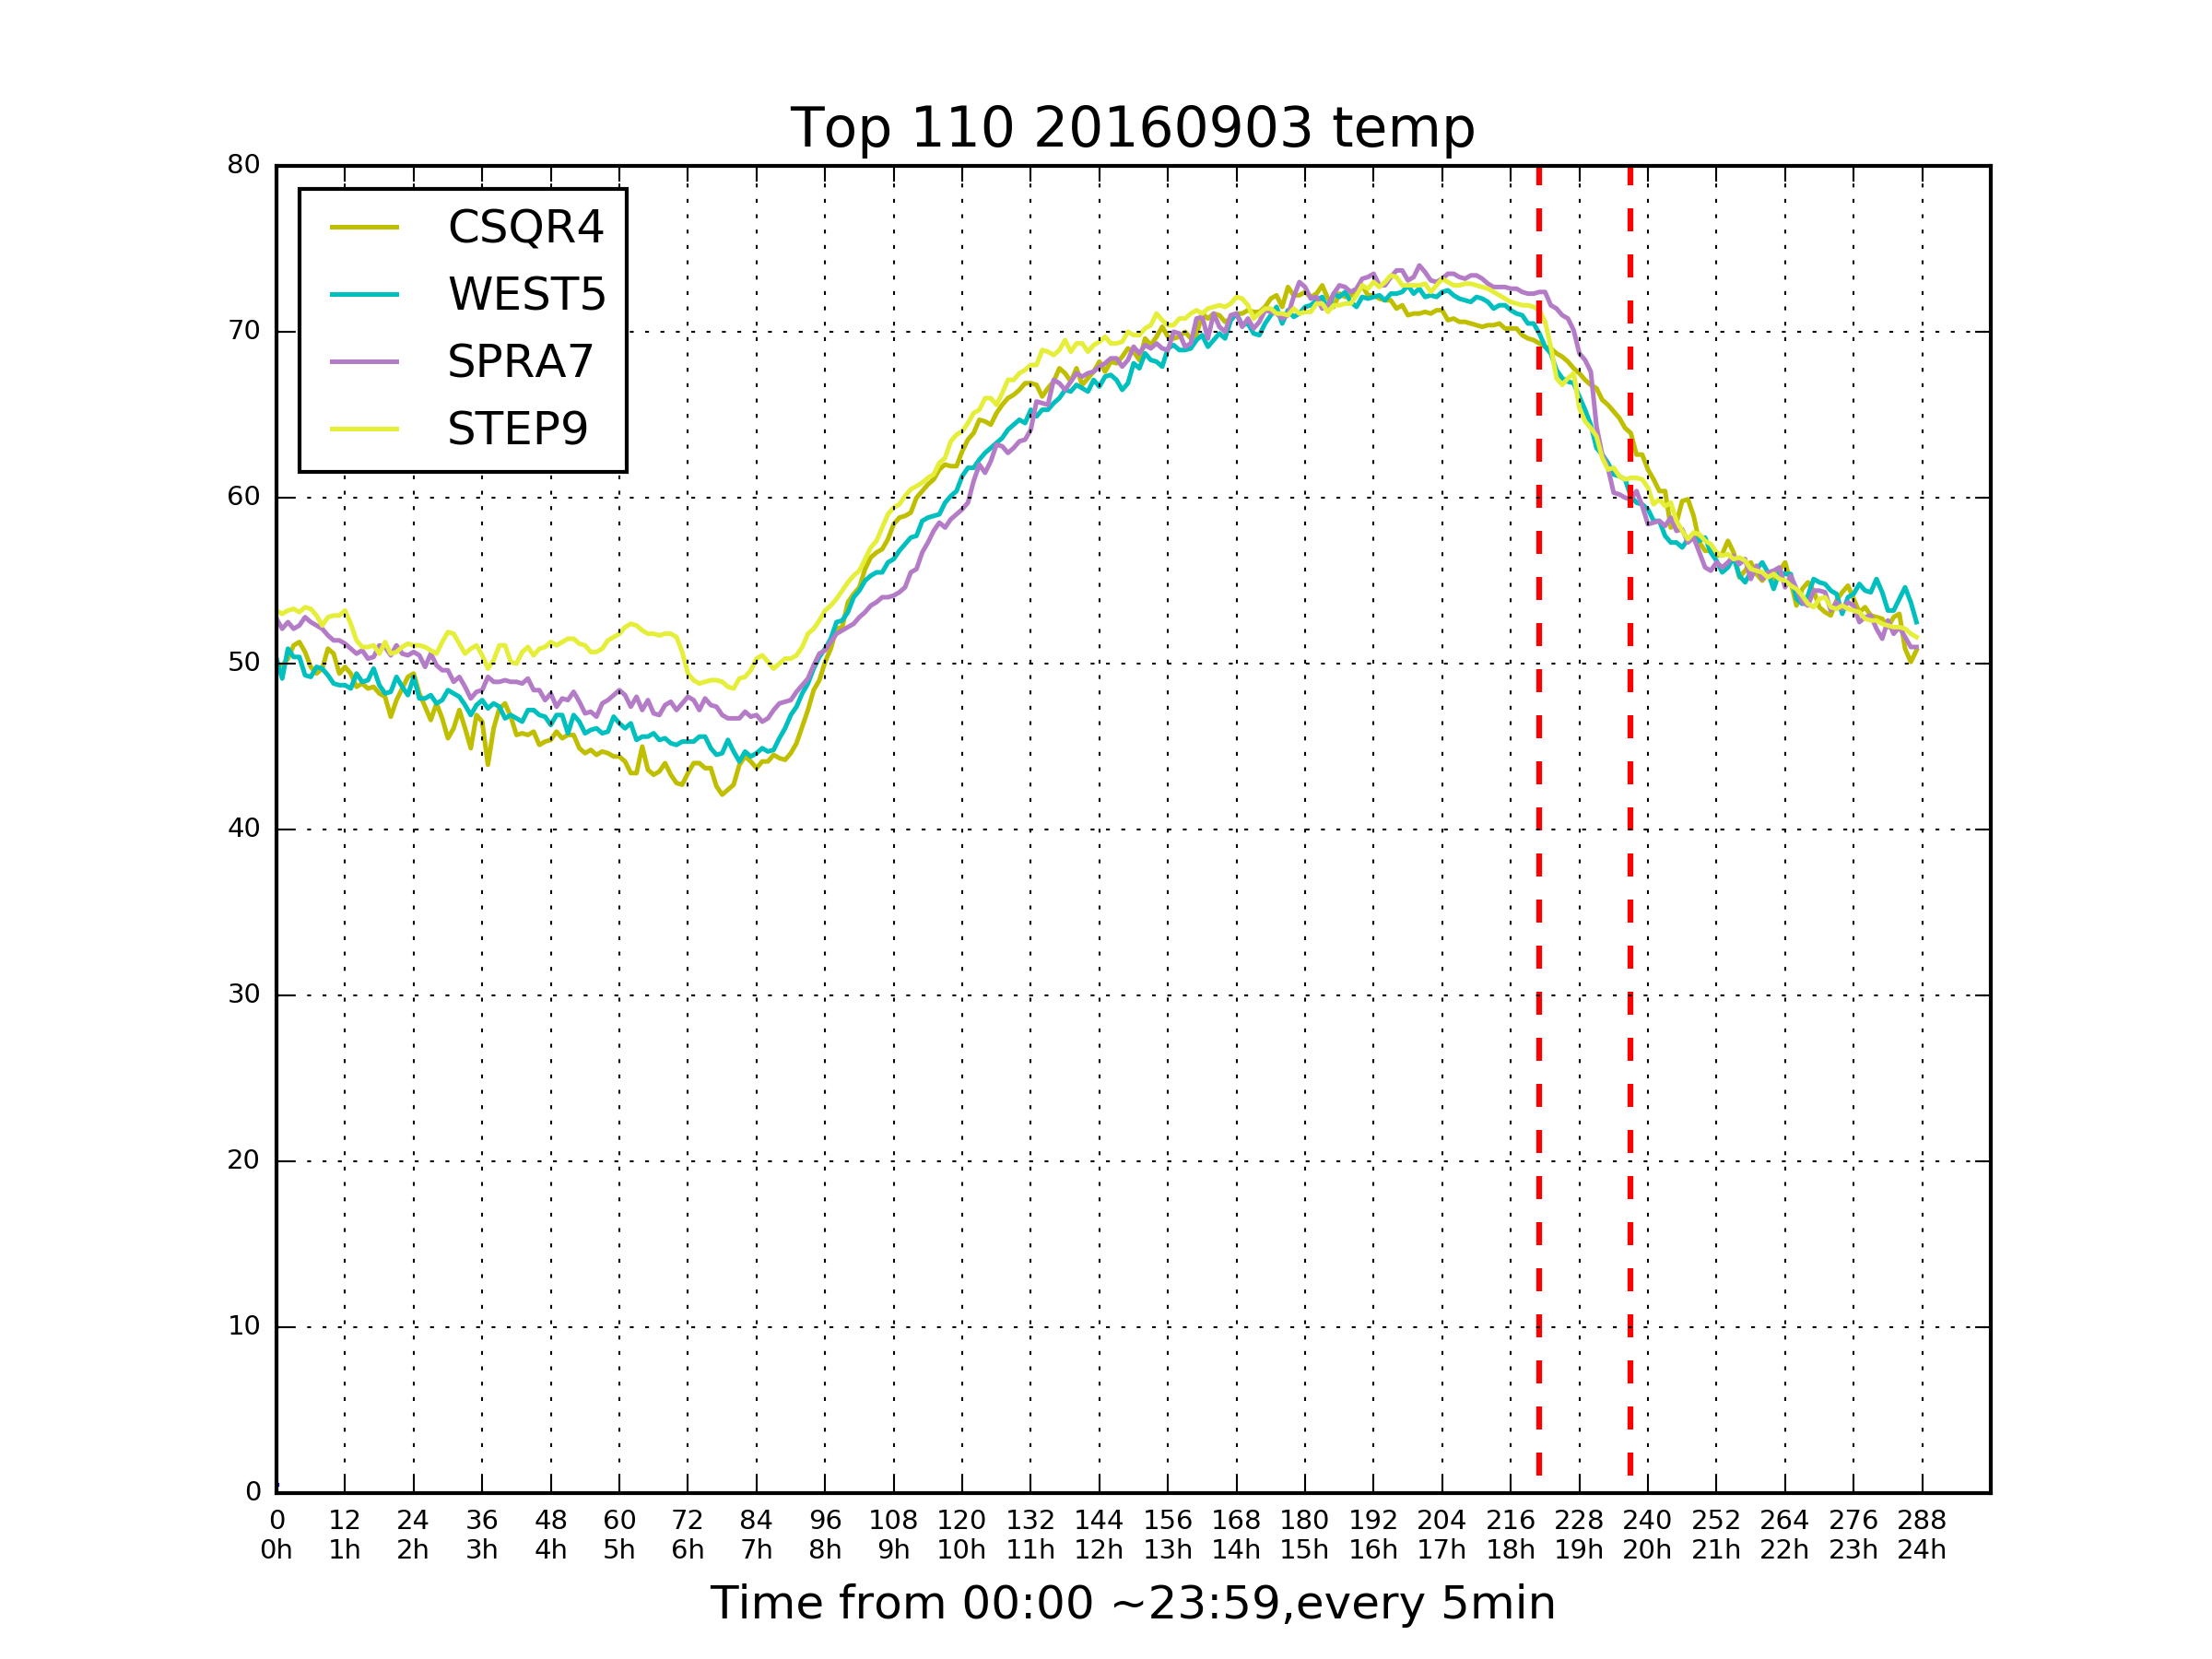 Top 110 20160903 temp
80
70
60
50
40
30
20
10
0
CSQR4
WEST5
SPRA7
STEP9
0 12 24 36 48 60 72 84 96 108 120 132 144 156 168 180 192 204 216 228 240 252 264 276 288
0h 1h 2h 3h 4h 5h 6h 7h 8h 9h 10h 11h 12h 13h 14h 15h 16h 17h 18h 19h 20h 21h 22h 23h 24h
Time from 00:00 ~23:59,every 5min